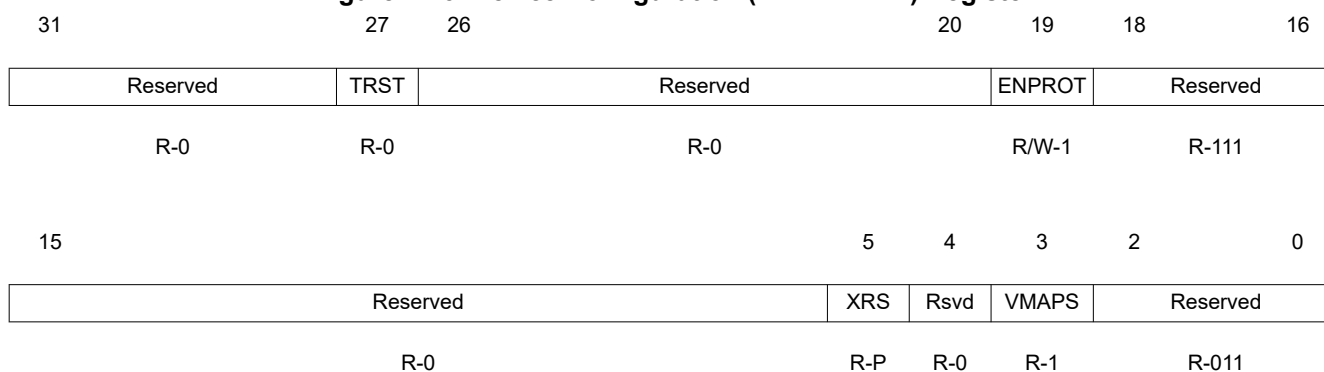 31 27 26 20 19 18 16
Reserved TRST Reserved ENPROT Reserved
R-0 R-0 R-0 R/W-1 R-111
15 5 4 3 2 0
Reserved XRS Rsvd VMAPS Reserved
R-0 R-P R-0 R-1 R-011